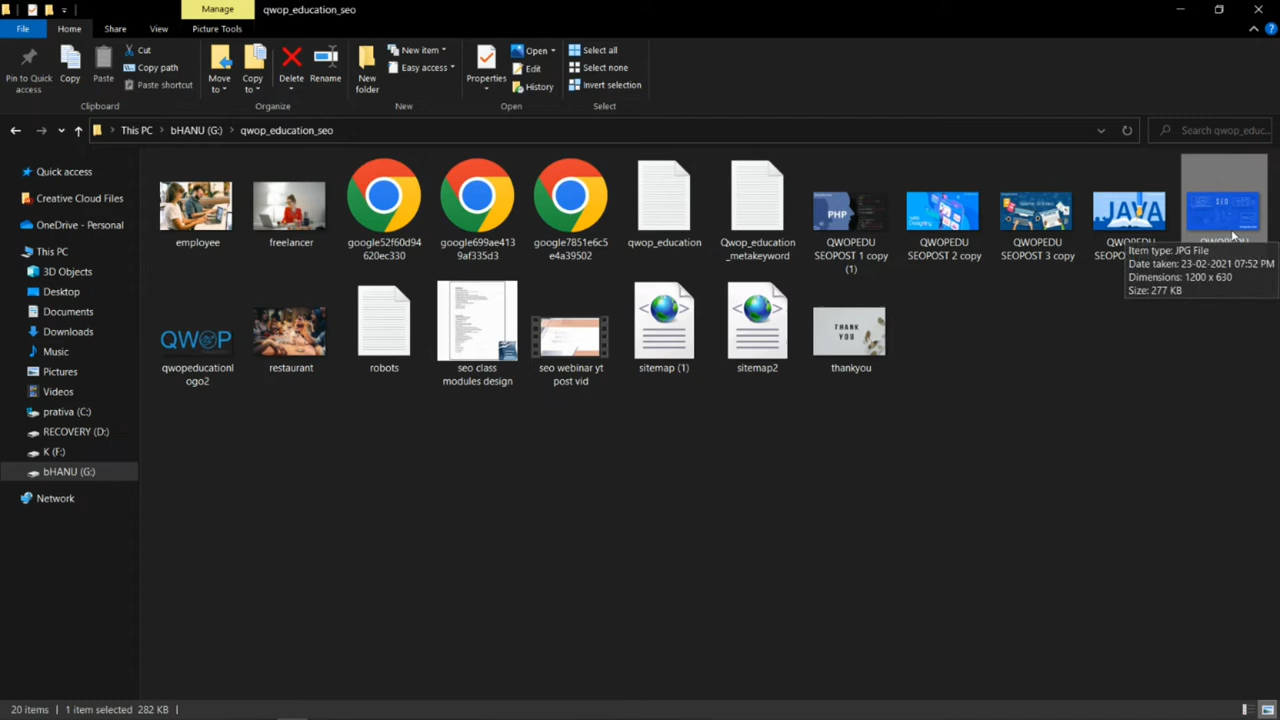 Manage
qwop_education_seo
File
Home
Share
View
Picture Tools
Pin to Quick
access
Copy
Paste
Cut
Copy path
Paste shortcut
Clipboard
Move
to
Copy
to
Delete
Rename
Organize
New
folder
New item
Easy access
New
Properties
Open
Edit
History
Open
Select all
Select none
Invert selection
Select
This PC
bHANU (G:)
qwop_education_seo
Search qwop_educ...
Quick access
Creative Cloud Files
OneDrive - Personal
This PC
3D Objects
Desktop
Documents
Downloads
Music
Pictures
Videos
prativa (C:)
RECOVERY (D:)
K (F:)
bHANU (G:)
Network
employee
freelancer
google52f60d94
620ec330
google699ae413
9af335d3
google7851e6c5
e4a39502
qwop_education
Qwop_education
_metakeyword
PHP
QWOPEDU
SEOPOST 1 copy
(1)
QWOPEDU
SEOPOST 2 copy
QWOPEDU
SEOPOST 3 copy
JAVA
QWOPEDU
SEO
Item type: JPG File
Date taken: 23-02-2021 07:52 PM
Dimensions: 1200 x 630
Size: 277 KB
QWOP
qwopeducationl
ogo2
restaurant
robots
seo class
modules design
seo webinar yt
post vid
sitemap (1)
sitemap2
THANK
YOU
thankyou
20 items
1 item selected 282 KB